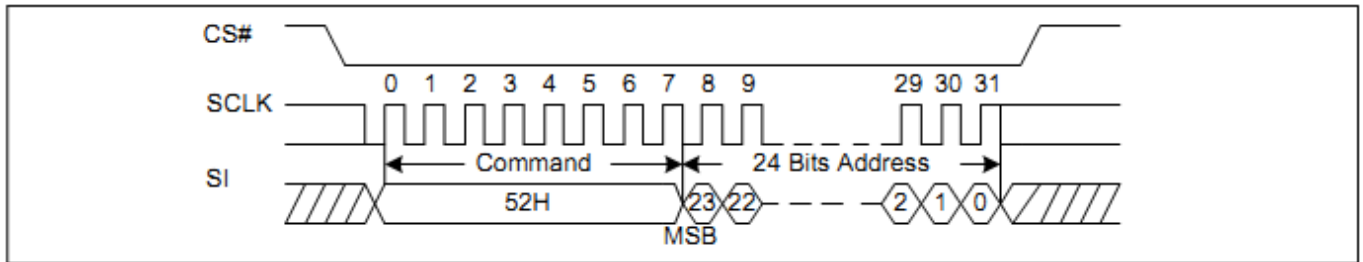 CS#
0 1 2 3 4 5 6 7 8 9 29 30 31
SCLK
Command 24 Bits Address
SI
52H 23 22 2 1 0
MSB